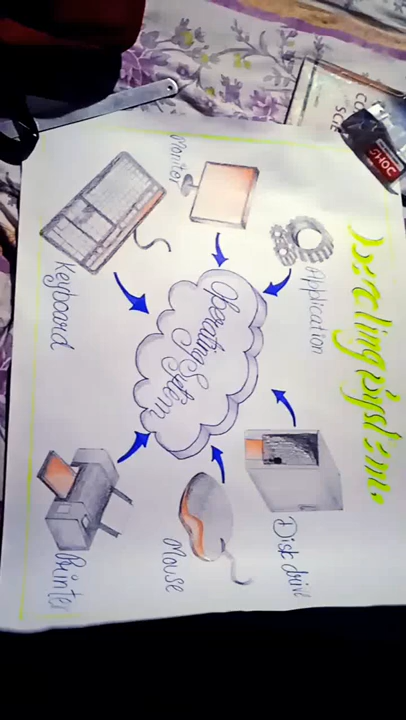 Operating System.
Application
Monitor
Keyboard
Operating
System
Disk drive
Mouse
Printer